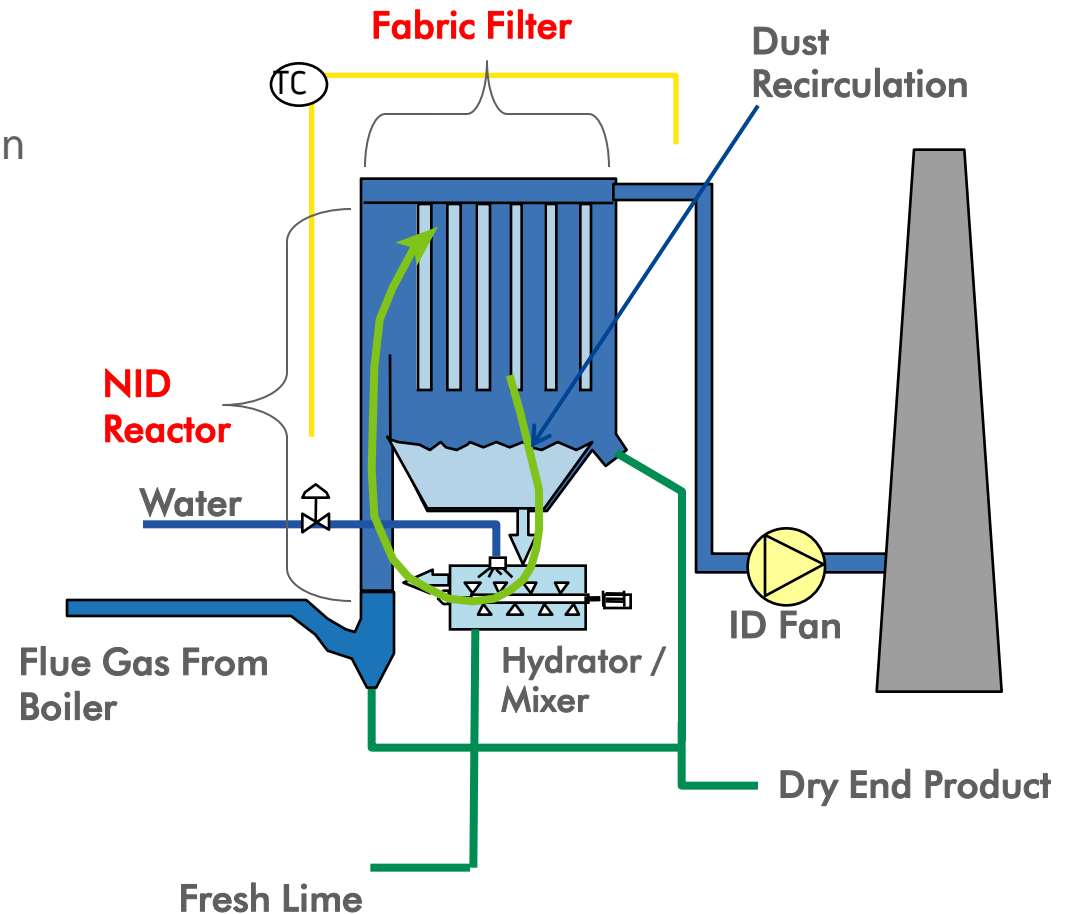 Fabric Filter
Dust
Recirculation
TC
n
NID
Reactor
Water
ID Fan
Flue Gas From
Boiler
Hydrator /
Mixer
Dry End Product
Fresh Lime